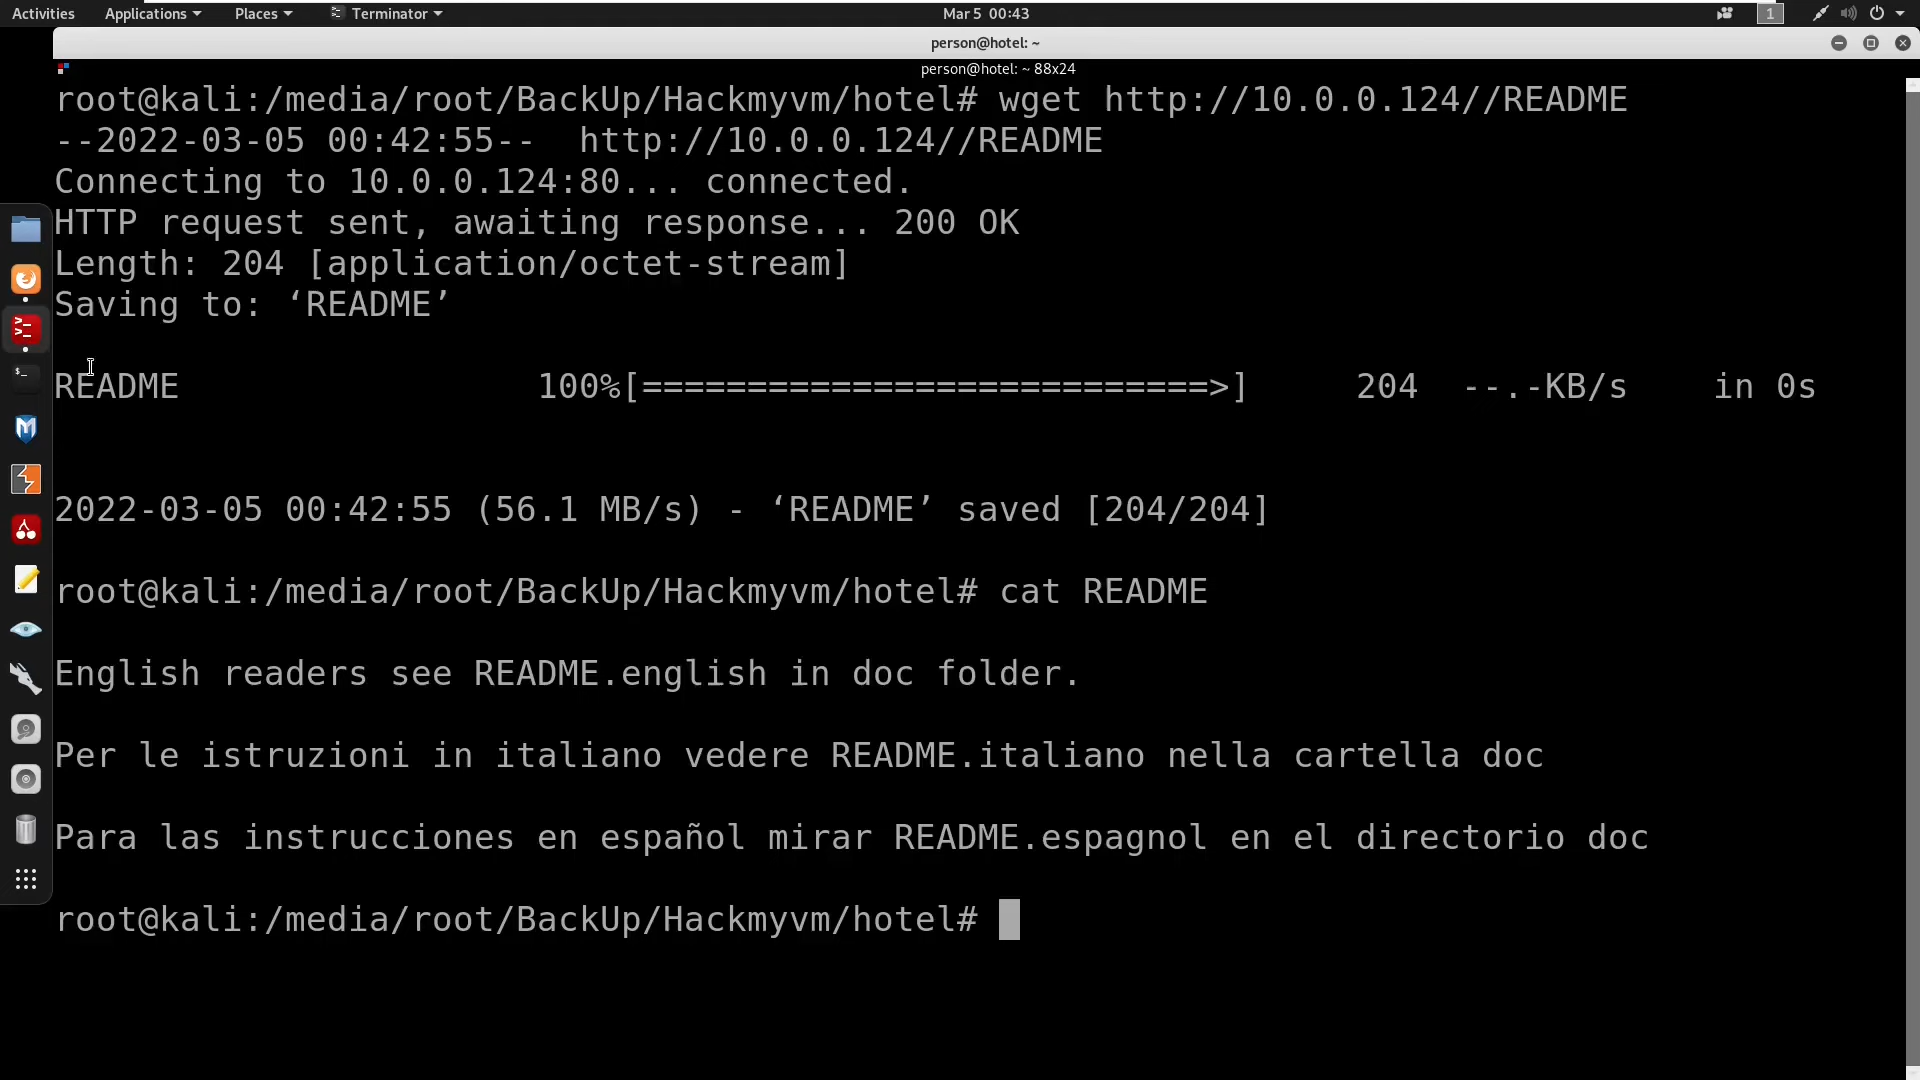 Activities Applications Places Terminator Mar 5 00:43 1
person@hotel: ~
person@hotel: ~ 88x24
root@kali:/media/root/BackUp/Hackmyvm/hotel# wget http://10.0.0.124//README
--2022-03-05 00:42:55--  http://10.0.0.124//README
Connecting to 10.0.0.124:80... connected.
HTTP request sent, awaiting response... 200 OK
Length: 204 [application/octet-stream]
Saving to: ‘README’
README 100%[===========================>] 204 --.-KB/s in 0s
2022-03-05 00:42:55 (56.1 MB/s) - ‘README’ saved [204/204]
root@kali:/media/root/BackUp/Hackmyvm/hotel# cat README
English readers see README.english in doc folder.
Per le istruzioni in italiano vedere README.italiano nella cartella doc
Para las instrucciones en español mirar README.espagnol en el directorio doc
root@kali:/media/root/BackUp/Hackmyvm/hotel#